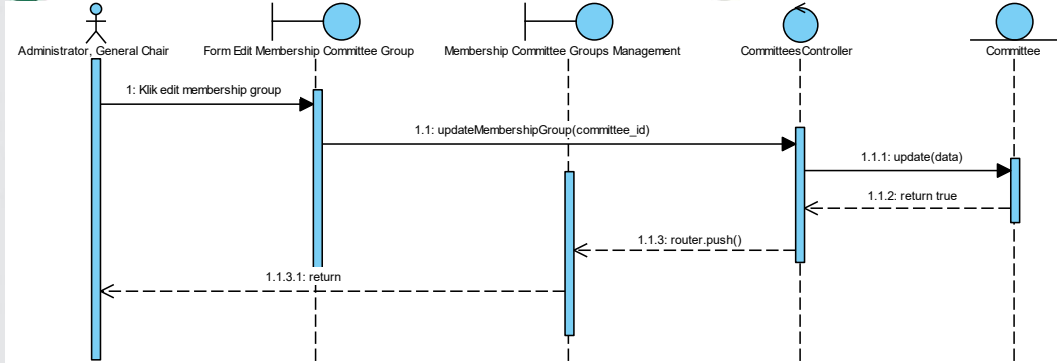 Administrator, General Chair
Form Edit Membership Committee Group
Membership Committee Groups Management
CommitteesController
Committee
1: Klik edit membership group
1.1: updateMembershipGroup(committee_id)
1.1.1: update(data)
1.1.2: return true
1.1.3: router.push()
1.1.3.1: return